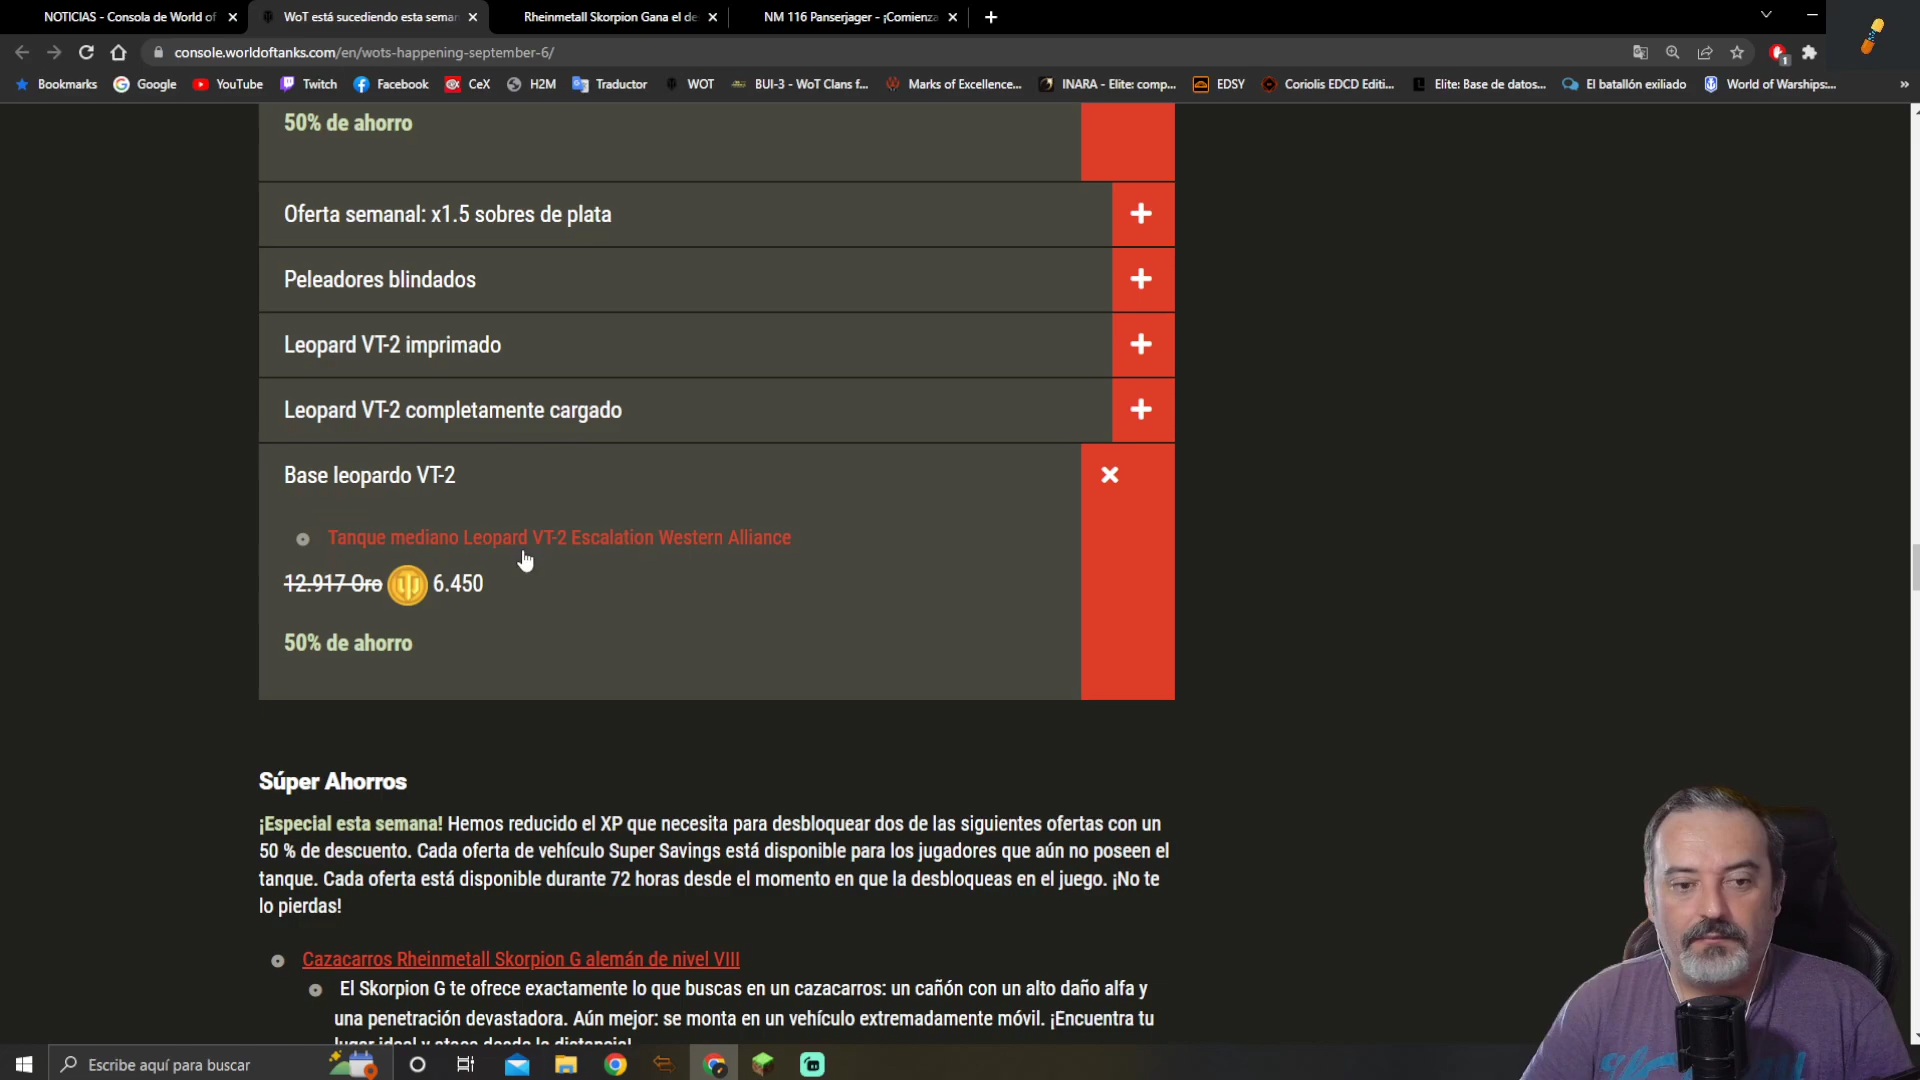 NOTICIAS - Consola de World of
WoT está sucediendo esta seman
Rheinmetall Skorpion Gana el de
NM 116 Panserjager - ¡Comienza
console.worldoftanks.com/en/wots-happening-september-6/
1
Bookmarks
Google
YouTube
Twitch
Facebook
CeX
H2M
Traductor
WOT
BUI-3 - WoT Clans f...
Marks of Excellence...
INARA - Elite: comp...
EDSY
Coriolis EDCD Editi...
Elite: Base de datos...
El batallón exiliado
World of Warships:...
50% de ahorro
Oferta semanal: x1.5 sobres de plata
Peleadores blindados
Leopard VT-2 imprimado
Leopard VT-2 completamente cargado
Base leopardo VT-2
Tanque mediano Leopard VT-2 Escalation Western Alliance
12.917 Oro 6.450
50% de ahorro
Súper Ahorros
¡Especial esta semana! Hemos reducido el XP que necesita para desbloquear dos de las siguientes ofertas con un
50 % de descuento. Cada oferta de vehículo Super Savings está disponible para los jugadores que aún no poseen el
tanque. Cada oferta está disponible durante 72 horas desde el momento en que la desbloqueas en el juego. ¡No te
lo pierdas!
Cazacarros Rheinmetall Skorpion G alemán de nivel VIII
El Skorpion G te ofrece exactamente lo que buscas en un cazacarros: un cañón con un alto daño alfa y
una penetración devastadora. Aún mejor: se monta en un vehículo extremadamente móvil. ¡Encuentra tu
lugar ideal y ataca desde la distancia!
Escribe aquí para buscar